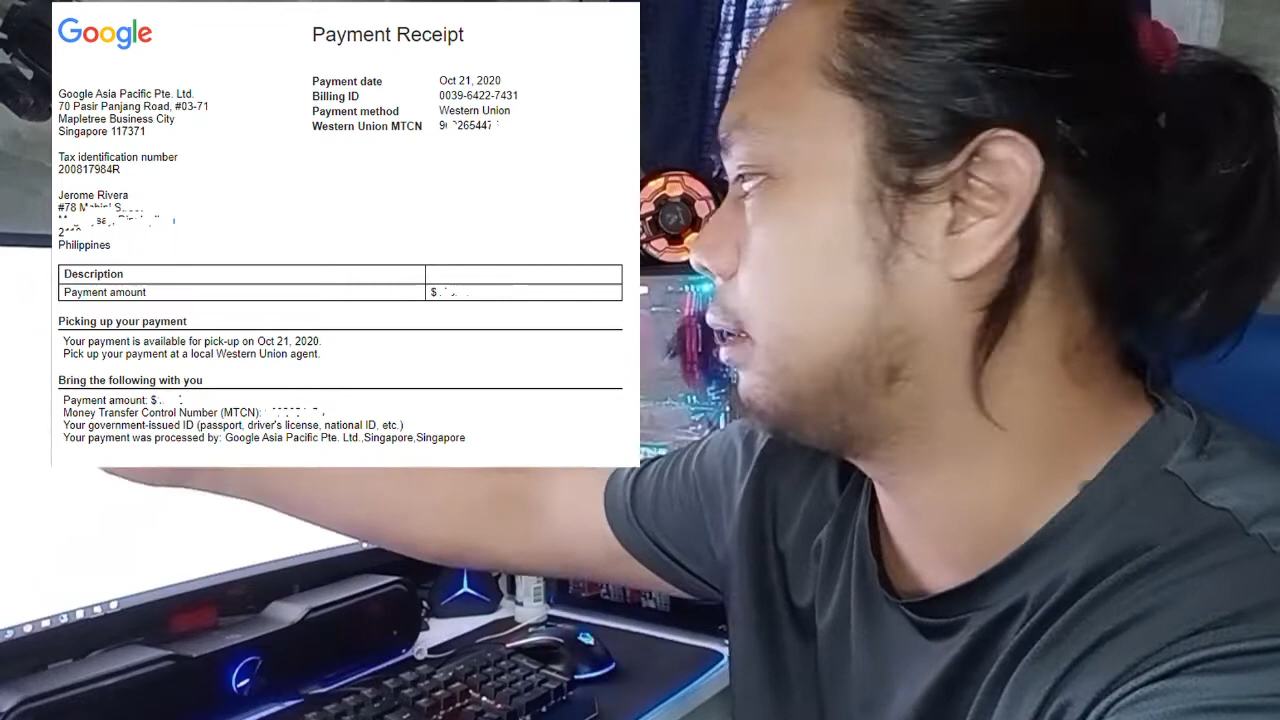 Google
Payment Receipt
Payment date Oct 21, 2020
Billing ID 0039-6422-7431
Payment method Western Union
Western Union MTCN
Google Asia Pacific Pte. Ltd.
70 Pasir Panjang Road, #03-71
Mapletree Business City
Singapore 117371
Tax identification number
200817984R
Jerome Rivera
#78
Philippines
Description
Payment amount $
Picking up your payment
Your payment is available for pick-up on Oct 21, 2020.
Pick up your payment at a local Western Union agent.
Bring the following with you
Payment amount: $
Money Transfer Control Number (MTCN):
Your government-issued ID (passport, driver's license, national ID, etc.)
Your payment was processed by: Google Asia Pacific Pte. Ltd.,Singapore,Singapore